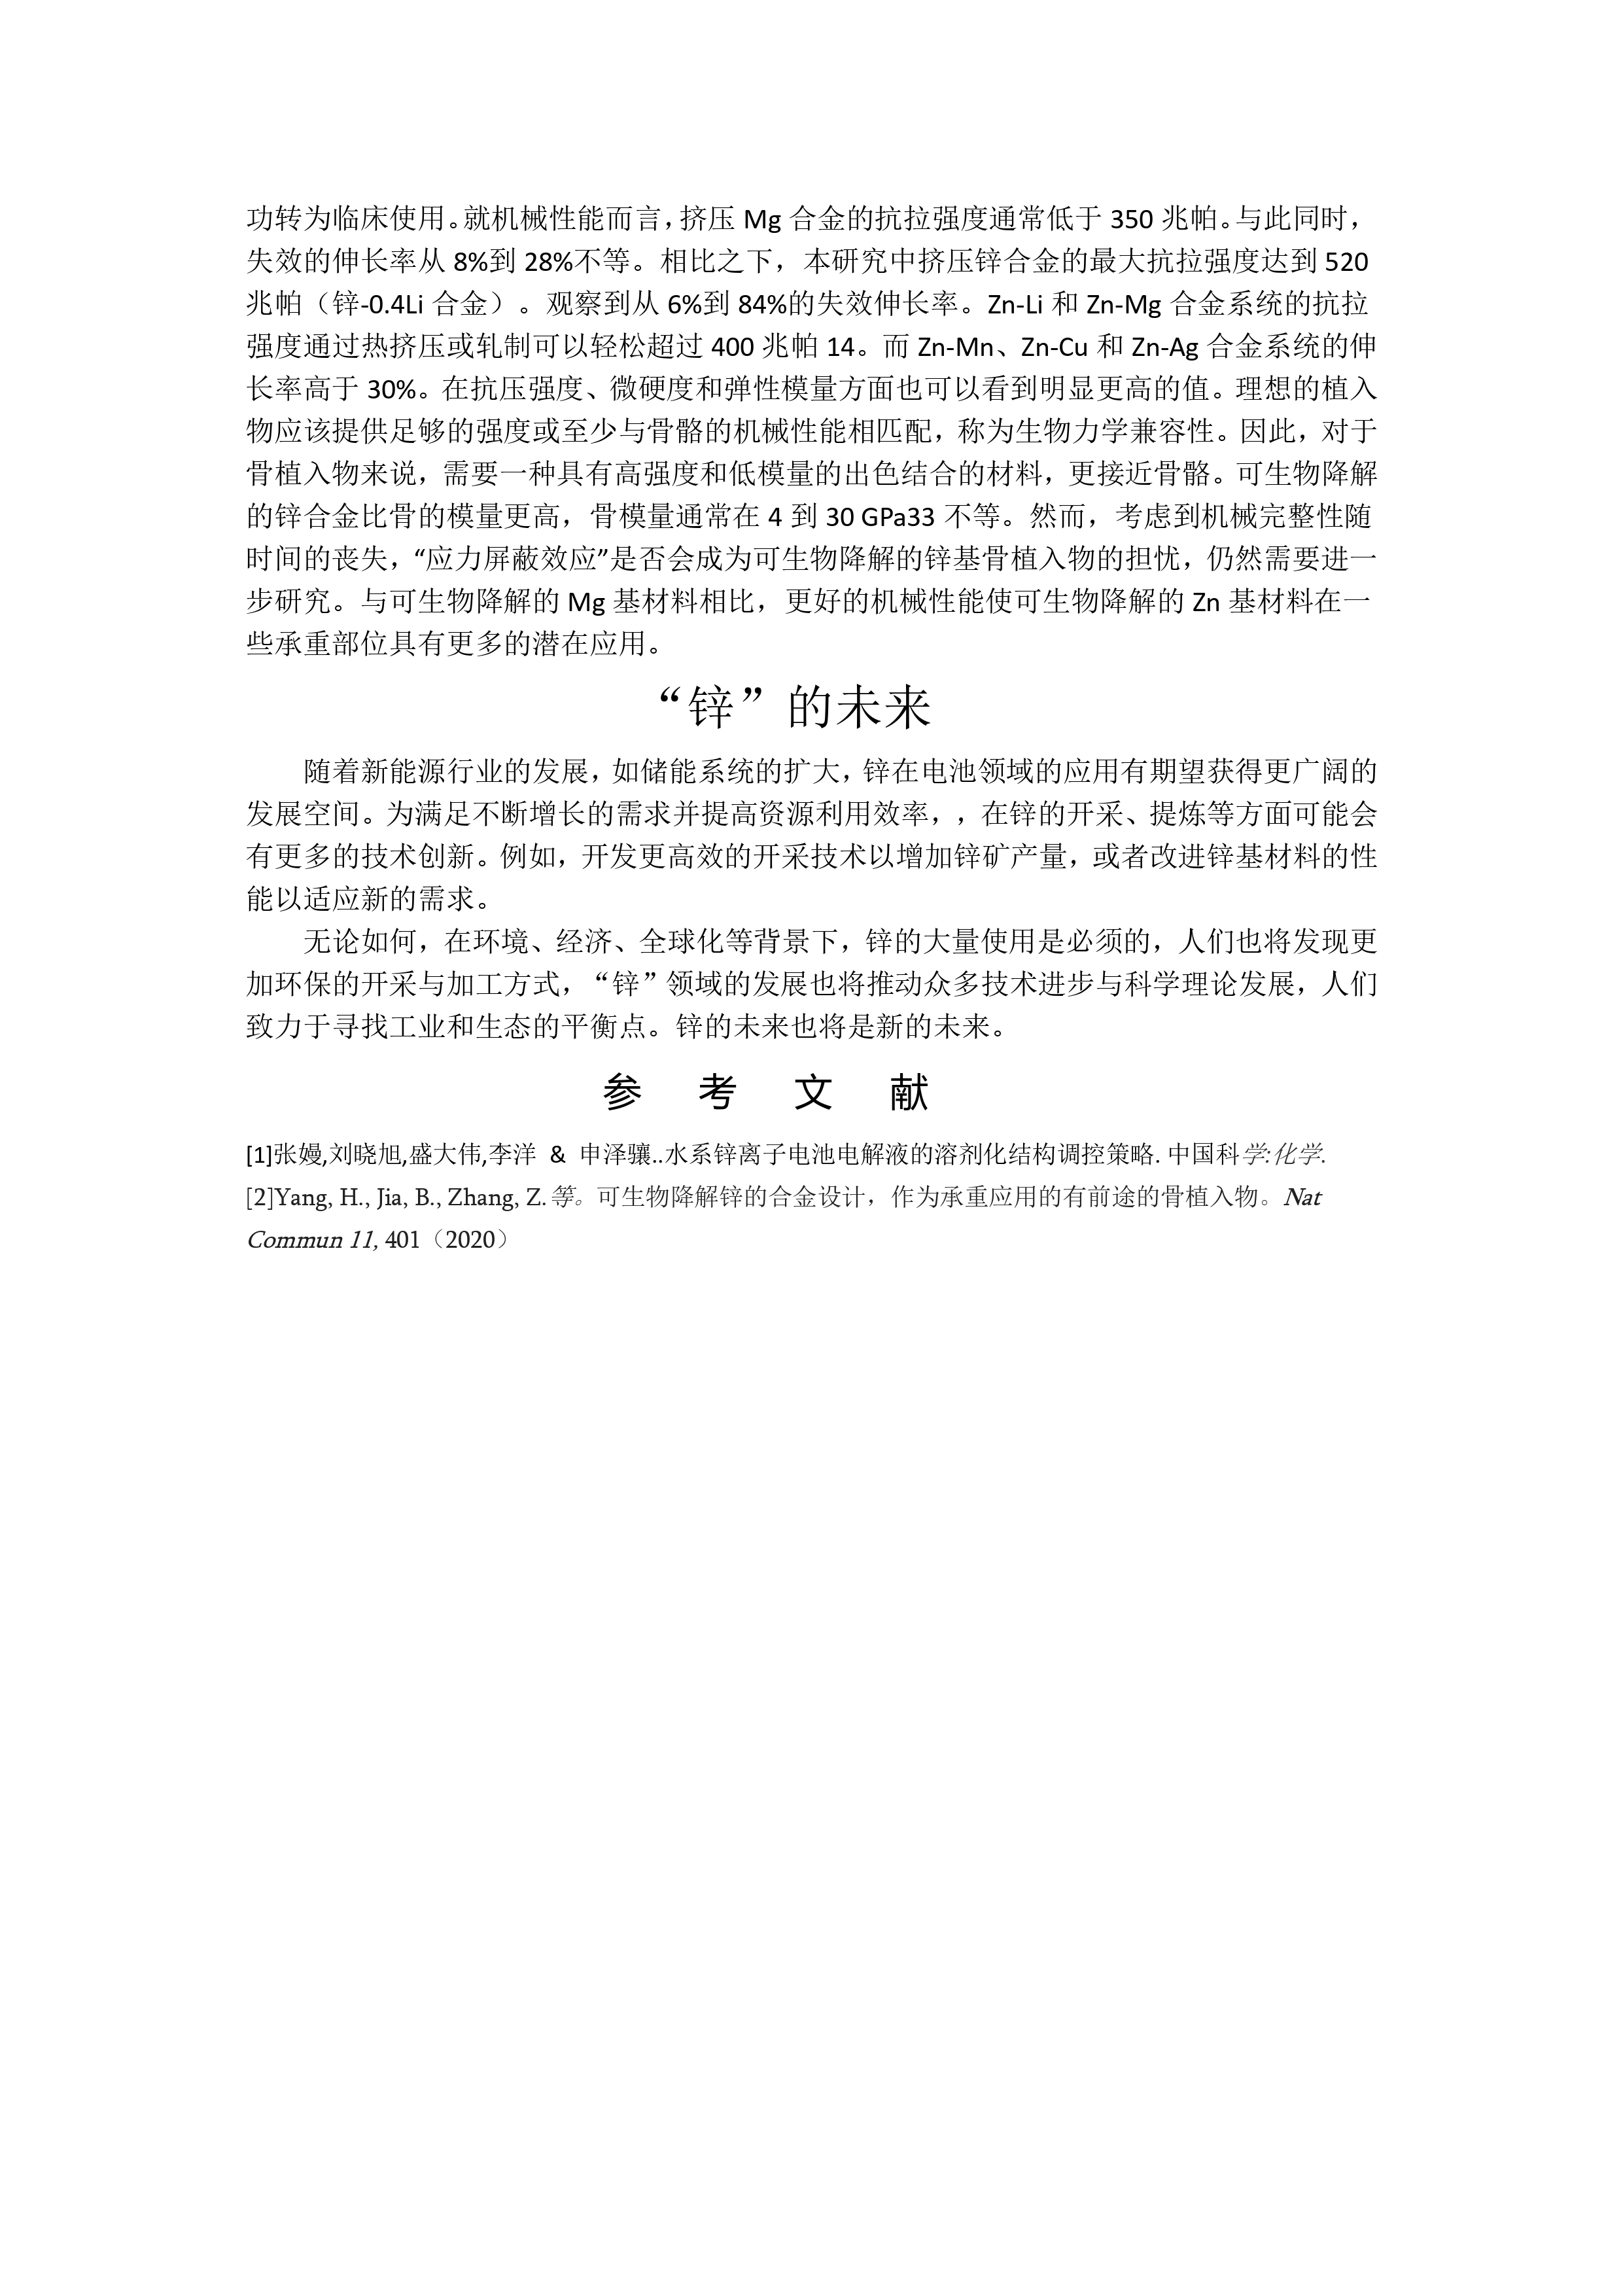 功转为临床使用。就机械性能而言，挤压 Mg 合金的抗拉强度通常低于 350 兆帕。与此同时，
失效的伸长率从 8%到 28%不等。相比之下，本研究中挤压锌合金的最大抗拉强度达到 520
兆帕（锌-0.4Li 合金）。观察到从 6%到 84%的失效伸长率。Zn-Li 和 Zn-Mg 合金系统的抗拉
强度通过热挤压或轧制可以轻松超过 400 兆帕 14。而 Zn-Mn、Zn-Cu 和 Zn-Ag 合金系统的伸
长率高于 30%。在抗压强度、微硬度和弹性模量方面也可以看到明显更高的值。理想的植入
物应该提供足够的强度或至少与骨骼的机械性能相匹配，称为生物力学兼容性。因此，对于
骨植入物来说，需要一种具有高强度和低模量的出色结合的材料，更接近骨骼。可生物降解
的锌合金比骨的模量更高，骨模量通常在 4 到 30 GPa33 不等。然而，考虑到机械完整性随
时间的丧失，“应力屏蔽效应”是否会成为可生物降解的锌基骨植入物的担忧，仍然需要进一
步研究。与可生物降解的 Mg 基材料相比，更好的机械性能使可生物降解的 Zn 基材料在一
些承重部位具有更多的潜在应用。
“锌”的未来
随着新能源行业的发展，如储能系统的扩大，锌在电池领域的应用有期望获得更广阔的
发展空间。为满足不断增长的需求并提高资源利用效率，，在锌的开采、提炼等方面可能会
有更多的技术创新。例如，开发更高效的开采技术以增加锌矿产量，或者改进锌基材料的性
能以适应新的需求。
无论如何，在环境、经济、全球化等背景下，锌的大量使用是必须的，人们也将发现更
加环保的开采与加工方式，“锌”领域的发展也将推动众多技术进步与科学理论发展，人们
致力于寻找工业和生态的平衡点。锌的未来也将是新的未来。
参 考 文 献
[1]张嫚,刘晓旭,盛大伟,李洋 & 申泽骧..水系锌离子电池电解液的溶剂化结构调控策略. 中国科学:化学.
[2]Yang, H., Jia, B., Zhang, Z.等。可生物降解锌的合金设计，作为承重应用的有前途的骨植入物。Nat
Commun 11, 401（2020）